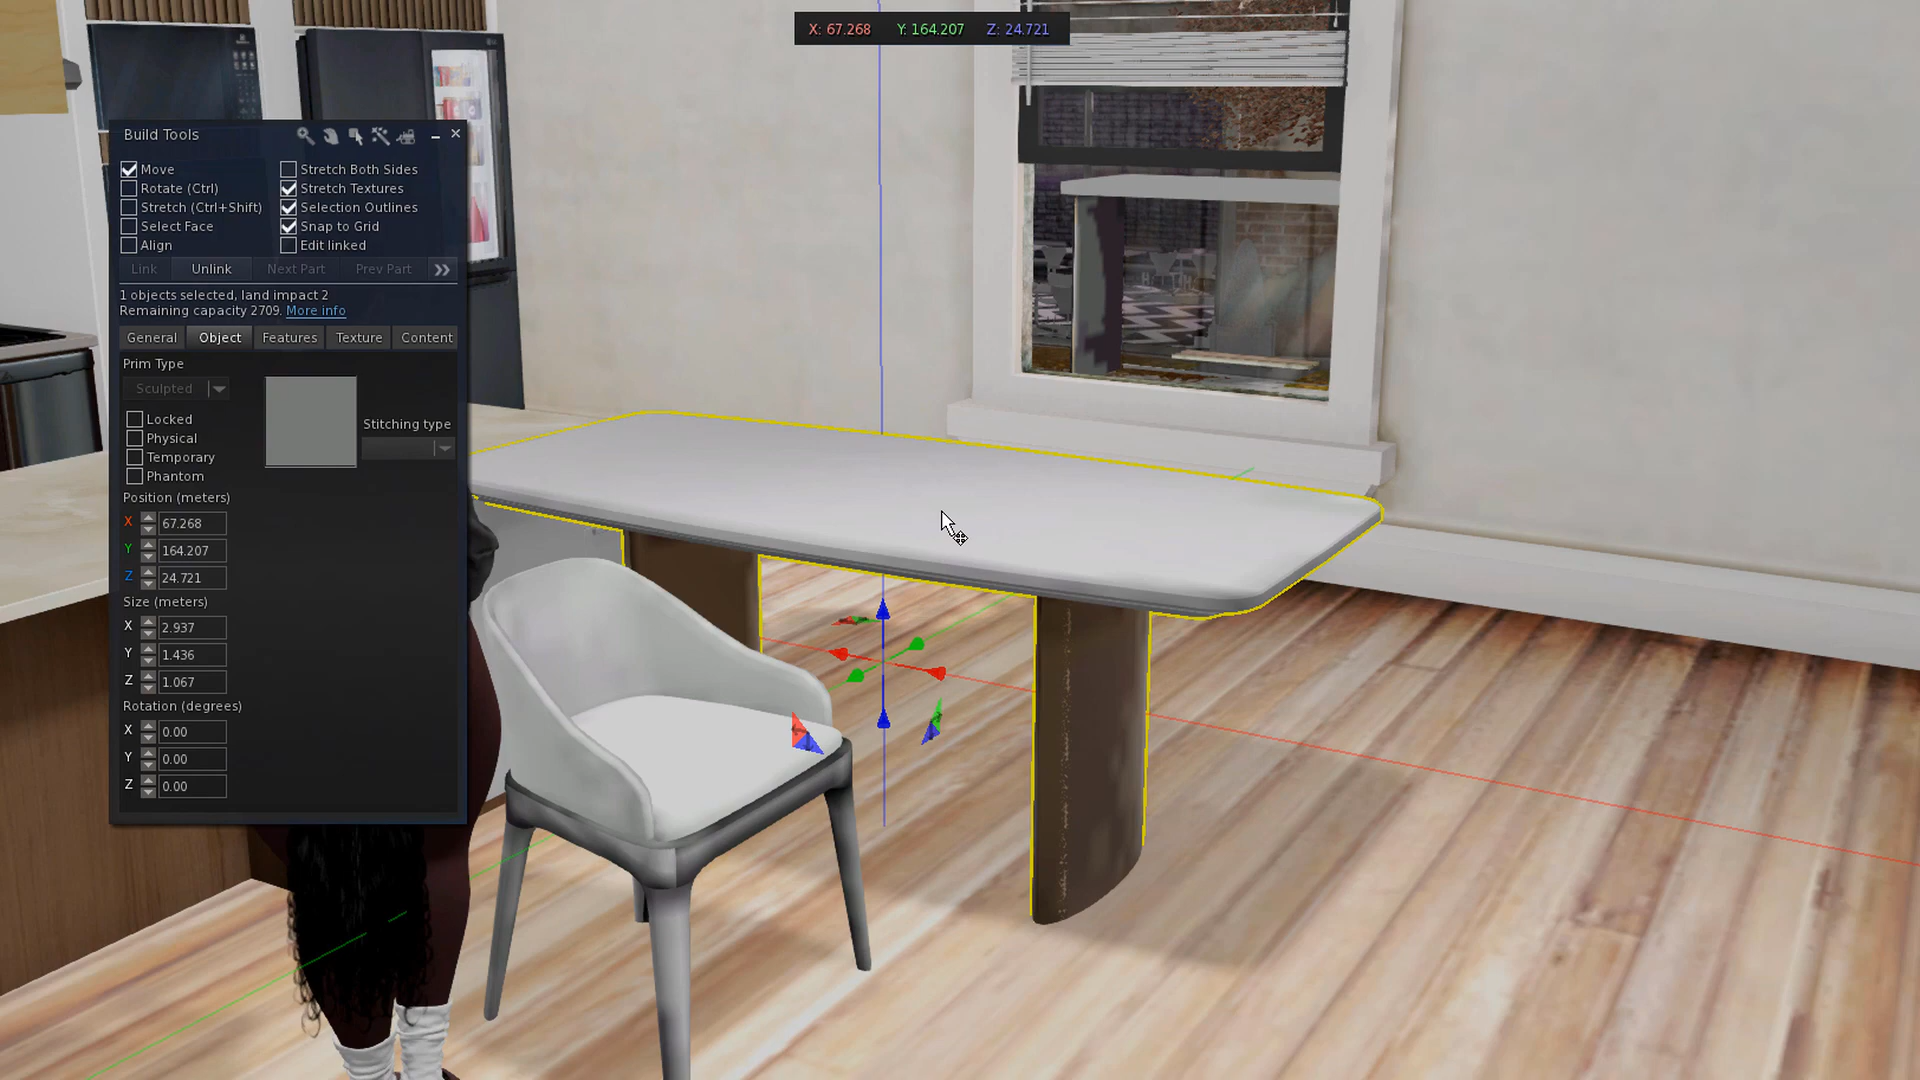 X: 67.268 Y: 164.207 Z: 24.721
Build Tools
Move
Stretch Both Sides
Rotate (Ctrl)
Stretch Textures
Stretch (Ctrl+Shift)
Selection Outlines
Select Face
Snap to Grid
Align
Edit linked
Link Unlink Next Part Prev Part
1 objects selected, land impact 2
Remaining capacity 2709. More info
General Object Features Texture Content
Prim Type
Sculpted
Locked
Stitching type
Physical
Temporary
Phantom
Position (meters)
X 67.268
Y 164.207
Z 24.721
Size (meters)
X 2.937
Y 1.436
Z 1.067
Rotation (degrees)
X 0.00
Y 0.00
Z 0.00